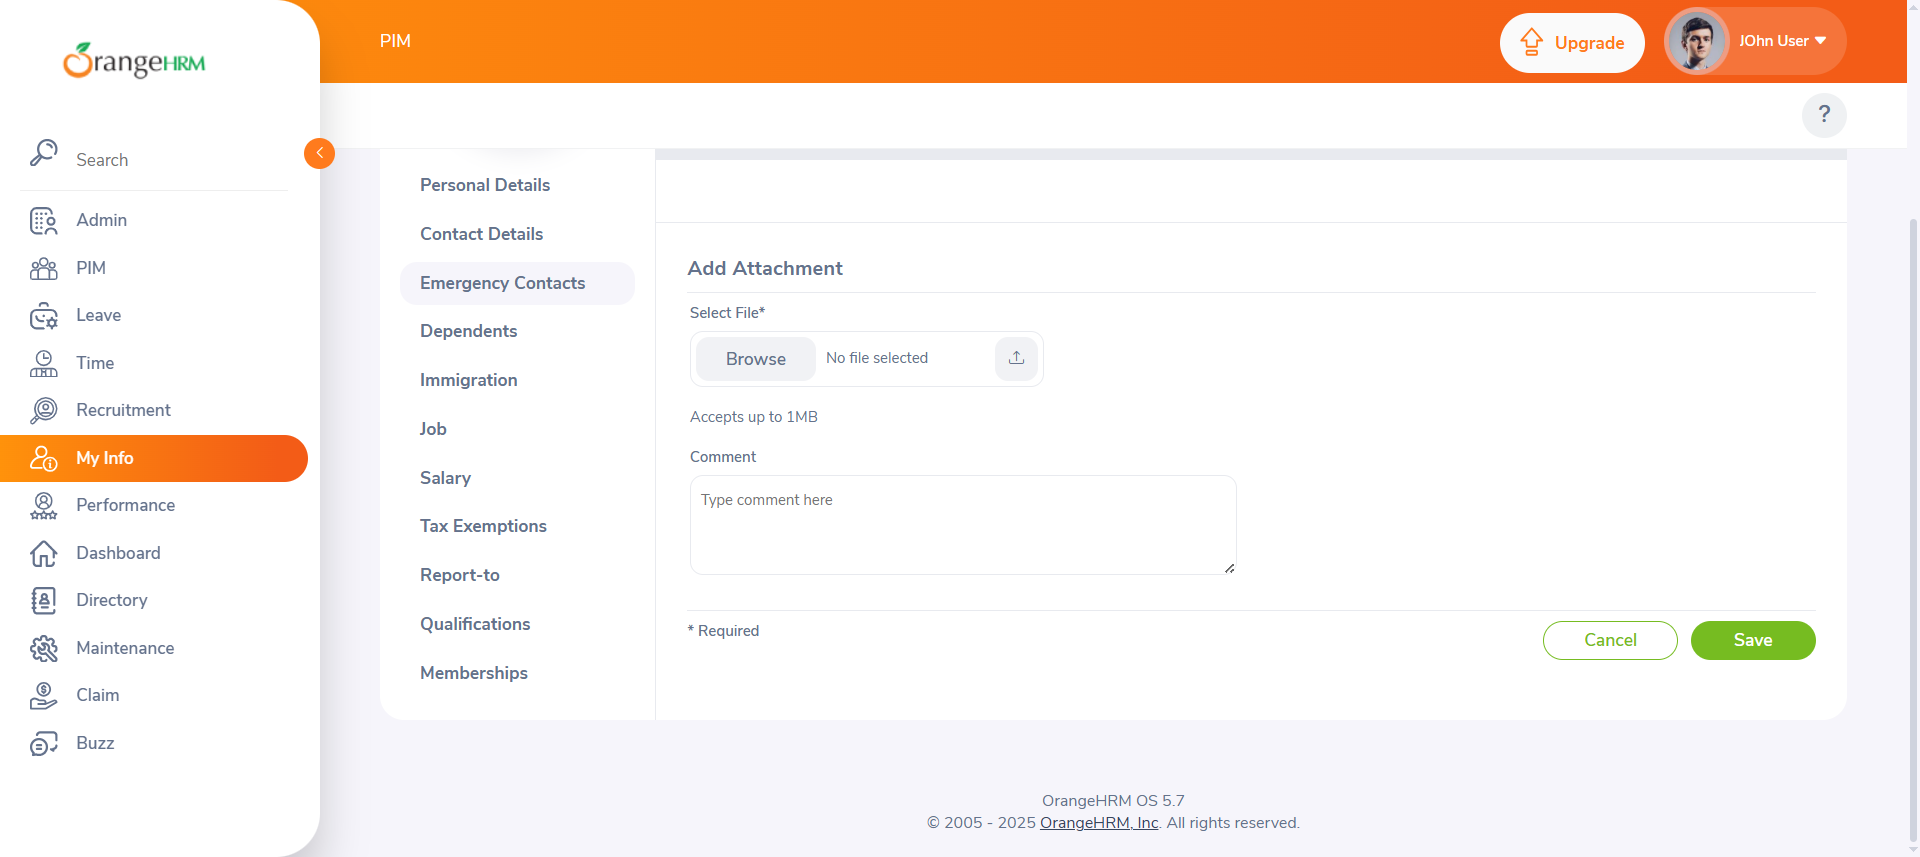 OrangeHRM
PIM
Upgrade
JOhn User
?
Search
Admin
PIM
Leave
Time
Recruitment
My Info
Performance
Dashboard
Directory
Maintenance
Claim
Buzz
Personal Details
Contact Details
Emergency Contacts
Dependents
Immigration
Job
Salary
Tax Exemptions
Report-to
Qualifications
Memberships
Add Attachment
Select File*
Browse No file selected
Accepts up to 1MB
Comment
Type comment here
* Required
Cancel
Save
OrangeHRM OS 5.7
© 2005 - 2025 OrangeHRM, Inc. All rights reserved.